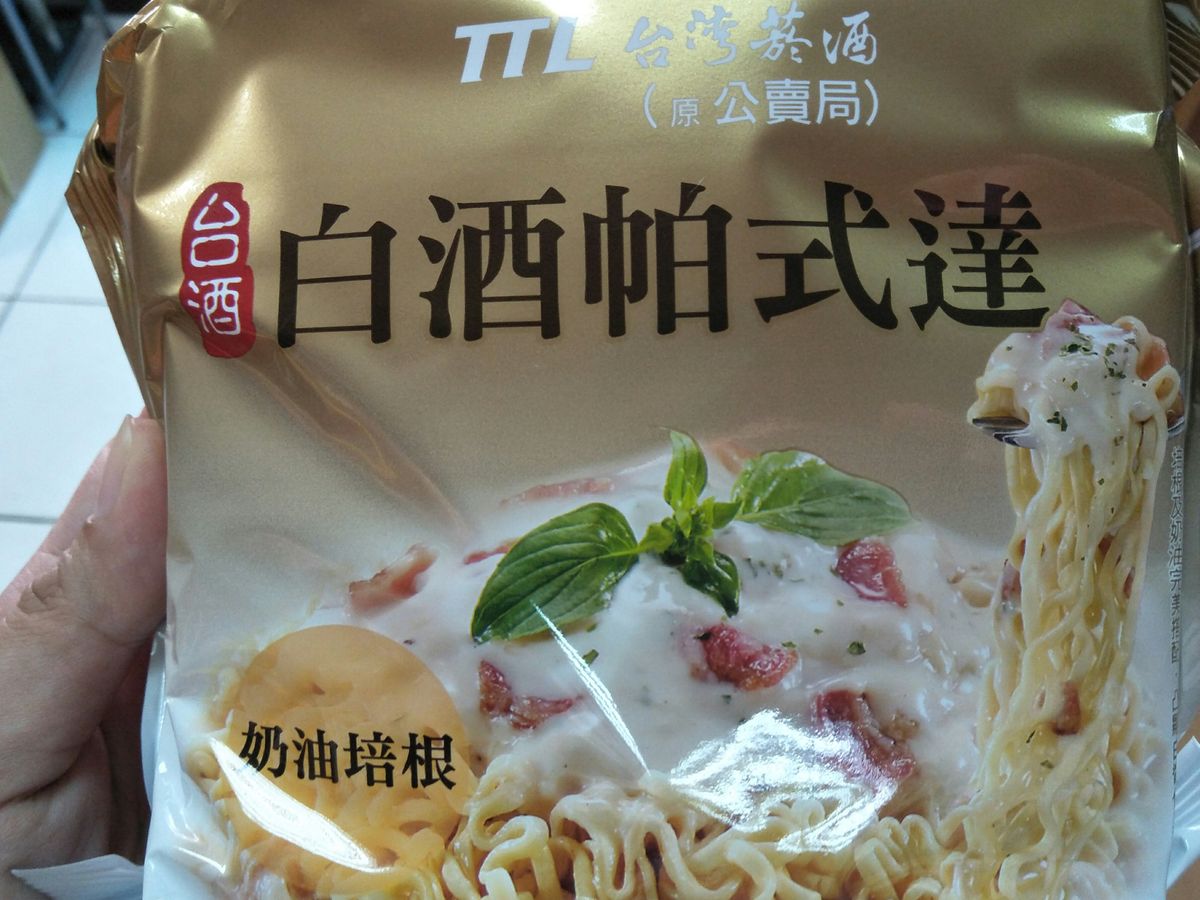 TTL 台灣菸酒
(原 公賣局)
台酒
白酒帕式達
奶油培根